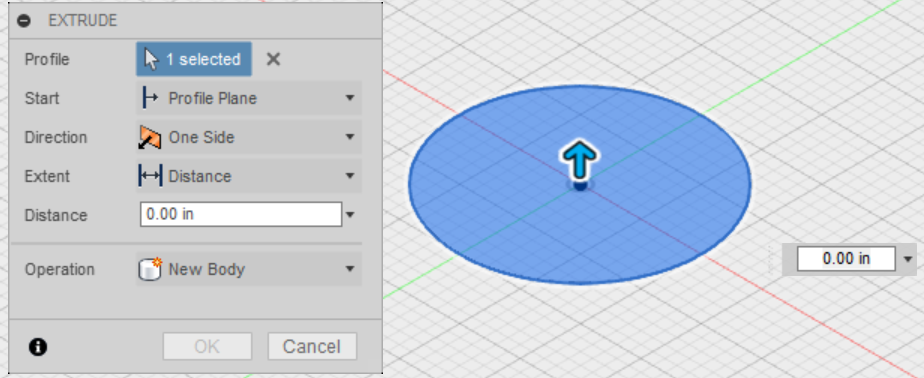 EXTRUDE
Profile 1 selected
Start Profile Plane
Direction One Side
Extent Distance
Distance 0.00 in
0.00 in
Operation New Body
OK Cancel